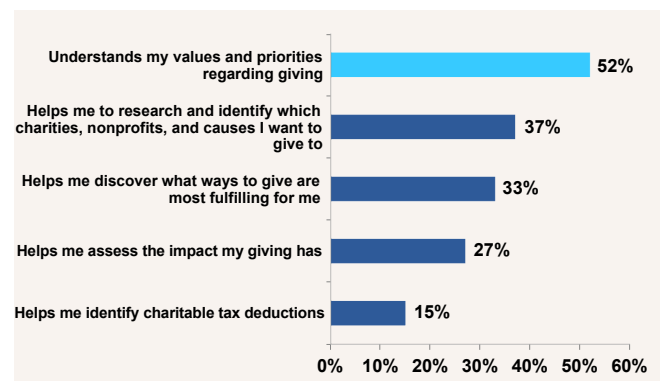 Understands my values and priorities
regarding giving
52%
Helps me to research and identify which
charities, nonprofits, and causes I want to
give to
37%
Helps me discover what ways to give are
most fulfilling for me
33%
Helps me assess the impact my giving has
27%
Helps me identify charitable tax deductions
15%
0% 10% 20% 30% 40% 50% 60%